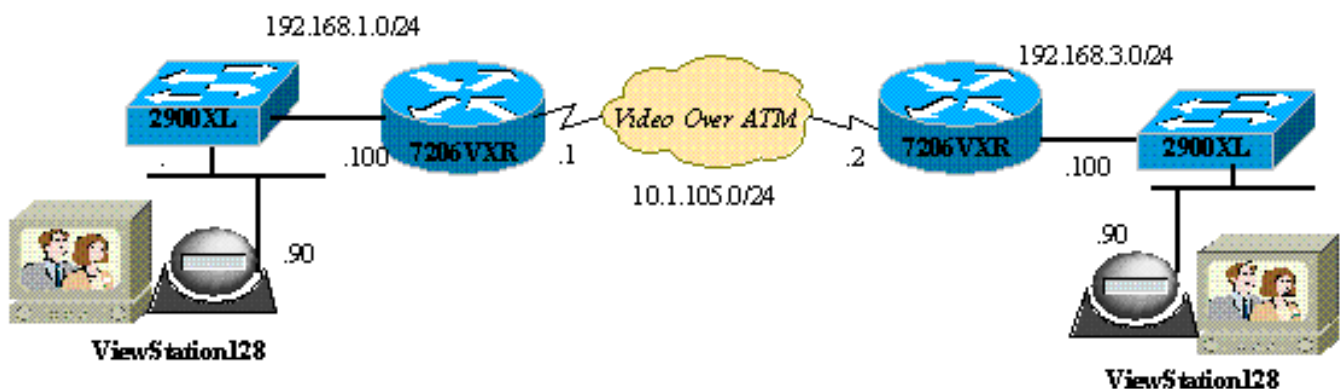 192.168.1.0/24
192.168.3.0/24
2900XL
7206VXR
Video Over ATM
7206VXR
2900XL
.
.100
.1
.2
.100
10.1.105.0/24
.90
.90
ViewStation128
ViewStation128